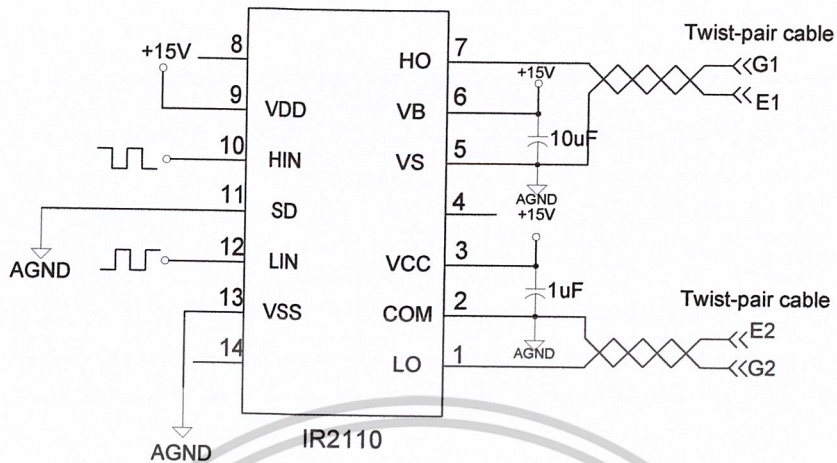 +15V
8
9 VDD
10 HIN
11 SD
AGND
12 LIN
13 VSS
14
AGND
IR2110
HO 7
VB 6
VS 5
4
VCC 3
COM 2
LO 1
+15V
10uF
AGND
+15V
1uF
AGND
Twist-pair cable
G1
E1
Twist-pair cable
E2
G2